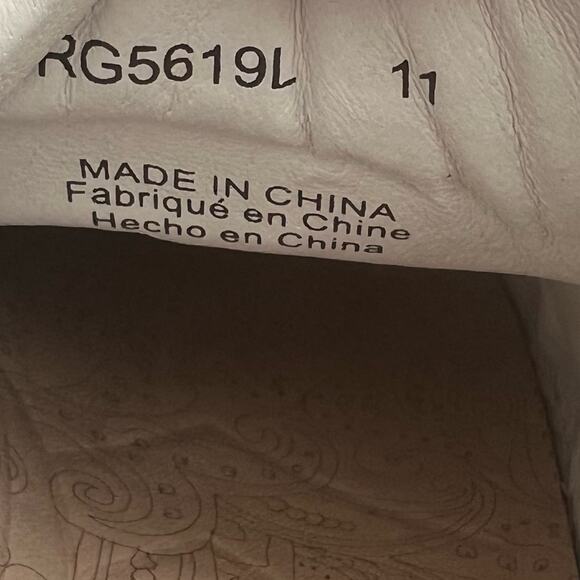 RG5619L 11
MADE IN CHINA
Fabriqué en Chine
Hecho en China